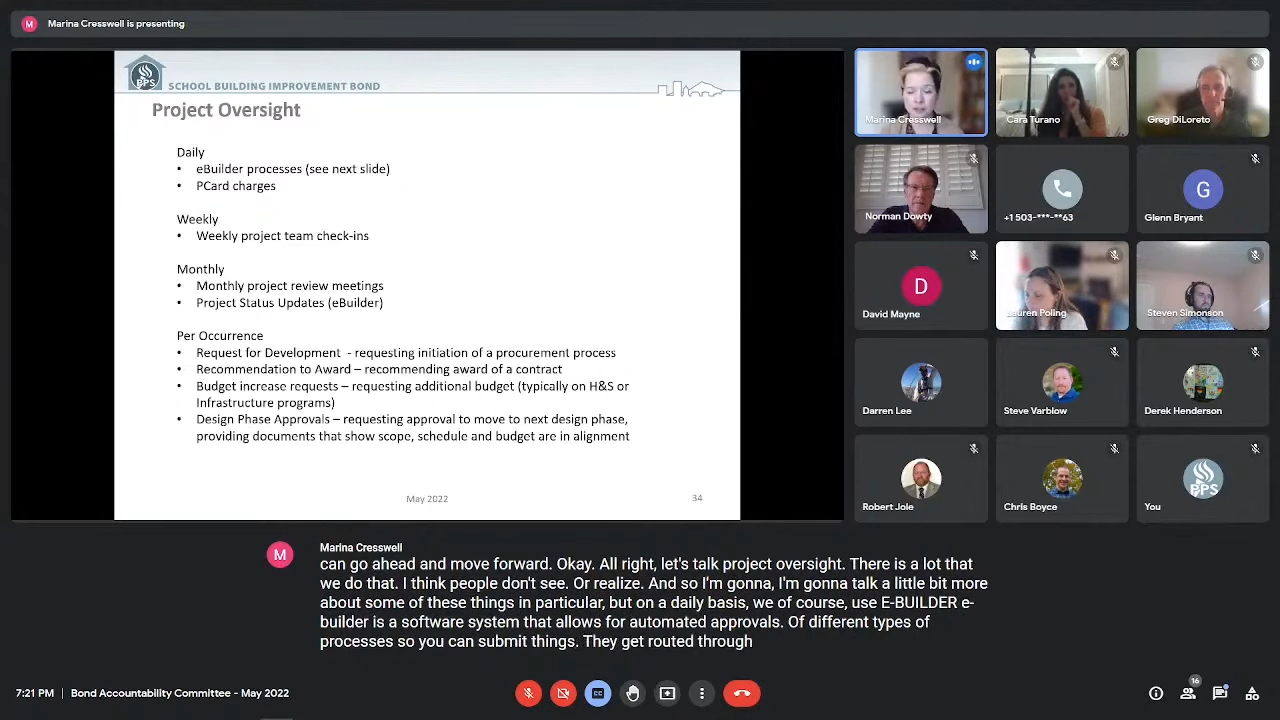 M
Marina Cresswell is presenting
PPS
SCHOOL BUILDING IMPROVEMENT BOND
Project Oversight
Daily
• eBuilder processes (see next slide)
• PCard charges
Weekly
• Weekly project team check-ins
Monthly
• Monthly project review meetings
• Project Status Updates (eBuilder)
Per Occurrence
• Request for Development - requesting initiation of a procurement process
• Recommendation to Award – recommending award of a contract
• Budget increase requests – requesting additional budget (typically on H&S or
Infrastructure programs)
• Design Phase Approvals – requesting approval to move to next design phase,
providing documents that show scope, schedule and budget are in alignment
May 2022
34
Marina Cresswell
Cara Turano
Greg DiLoreto
Norman Dowty
+1 503-***-**63
G
Glenn Bryant
D
David Mayne
Lauren Poling
Steven Simonson
Darren Lee
Steve Varblow
Derek Henderson
Robert Jole
Chris Boyce
PPS
You
M
Marina Cresswell
can go ahead and move forward. Okay. All right, let's talk project oversight. There is a lot that
we do that. I think people don't see. Or realize. And so I'm gonna, I'm gonna talk a little bit more
about some of these things in particular, but on a daily basis, we of course, use E-BUILDER e-
builder is a software system that allows for automated approvals. Of different types of
processes so you can submit things. They get routed through
7:21 PM | Bond Accountability Committee - May 2022
CC
16